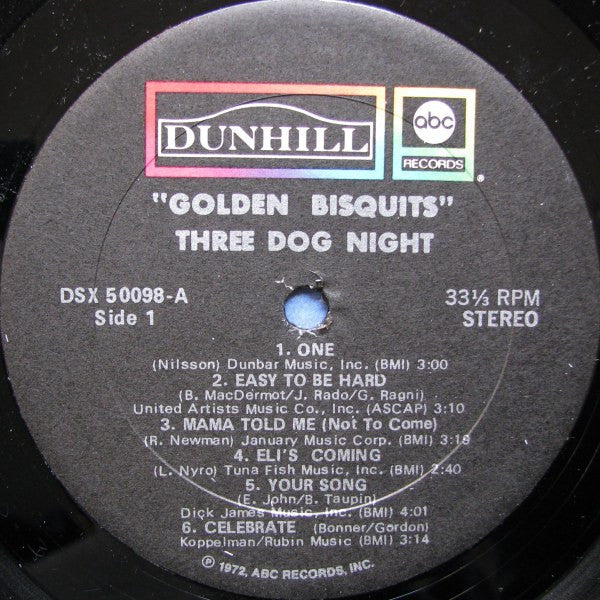 DUNHILL
abc
RECORDS
®
"GOLDEN BISQUITS"
THREE DOG NIGHT
DSX 50098-A
Side 1
33⅓ RPM
STEREO
1. ONE
(Nilsson) Dunbar Music, Inc. (BMI) 3:00
2. EASY TO BE HARD
(B. MacDermot/J. Rado/G. Ragni)
United Artists Music Co., Inc. (ASCAP) 3:10
3. MAMA TOLD ME (Not To Come)
(R. Newman) January Music Corp. (BMI) 3:19
4. ELI'S COMING
(L. Nyro) Tuna Fish Music, Inc. (BMI) 2:40
5. YOUR SONG
(E. John/B. Taupin)
Dick James Music, Inc. (BMI) 4:01
6. CELEBRATE (Bonner/Gordon)
Koppelman/Rubin Music (BMI) 3:14
℗ 1972, ABC RECORDS, INC.